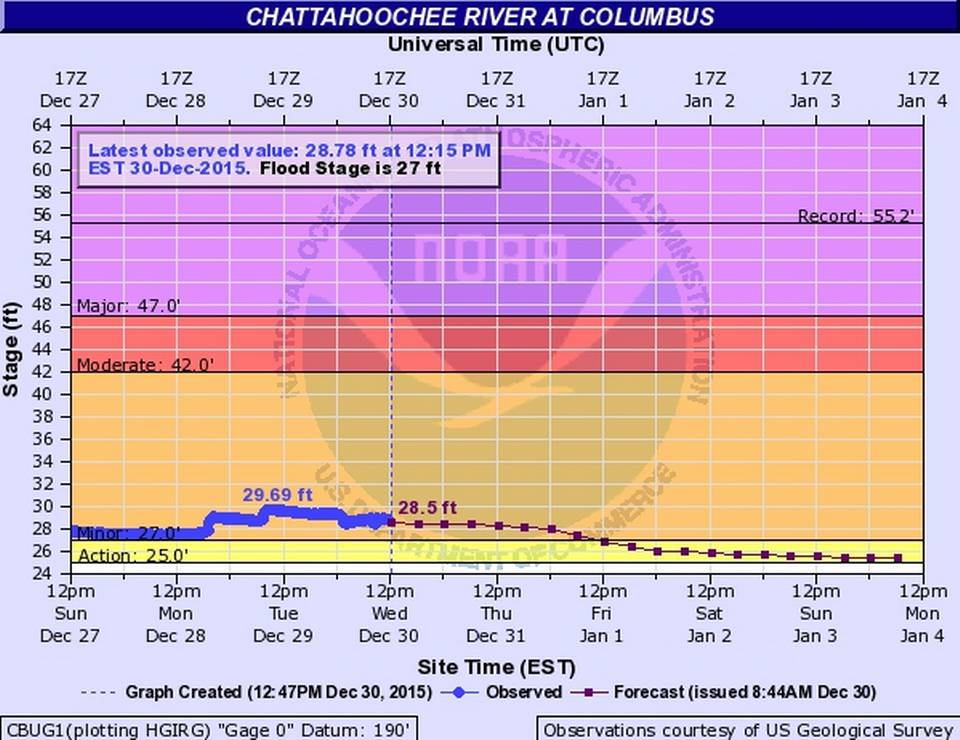 CHATTAHOOCHEE RIVER AT COLUMBUS
Universal Time (UTC)
17Z 17Z 17Z 17Z 17Z 17Z 17Z 17Z 17Z
Dec 27 Dec 28 Dec 29 Dec 30 Dec 31 Jan 1 Jan 2 Jan 3 Jan 4
Latest observed value: 28.78 ft at 12:15 PM
EST 30-Dec-2015. Flood Stage is 27 ft
NATIONAL OCEANIC AND ATMOSPHERIC ADMINISTRATION
NOAA
U.S. DEPARTMENT OF COMMERCE
Stage (ft)
64
62
60
58
56
54
52
50
48
46
44
42
40
38
36
34
32
30
28
26
24
Record: 55.2'
Major: 47.0'
Moderate: 42.0'
29.69 ft
28.5 ft
Minor: 27.0'
Action: 25.0'
12pm 12pm 12pm 12pm 12pm 12pm 12pm 12pm 12pm
Sun Mon Tue Wed Thu Fri Sat Sun Mon
Dec 27 Dec 28 Dec 29 Dec 30 Dec 31 Jan 1 Jan 2 Jan 3 Jan 4
Site Time (EST)
Graph Created (12:47PM Dec 30, 2015) Observed Forecast (issued 8:44AM Dec 30)
CBUG1(plotting HGIRG) "Gage 0" Datum: 190'
Observations courtesy of US Geological Survey